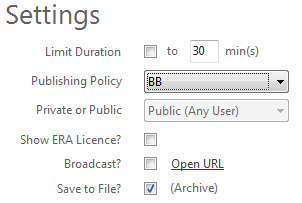 Settings
Limit Duration to 30 min(s)
Publishing Policy BB
Private or Public Public (Any User)
Show ERA Licence?
Broadcast? Open URL
Save to File? (Archive)